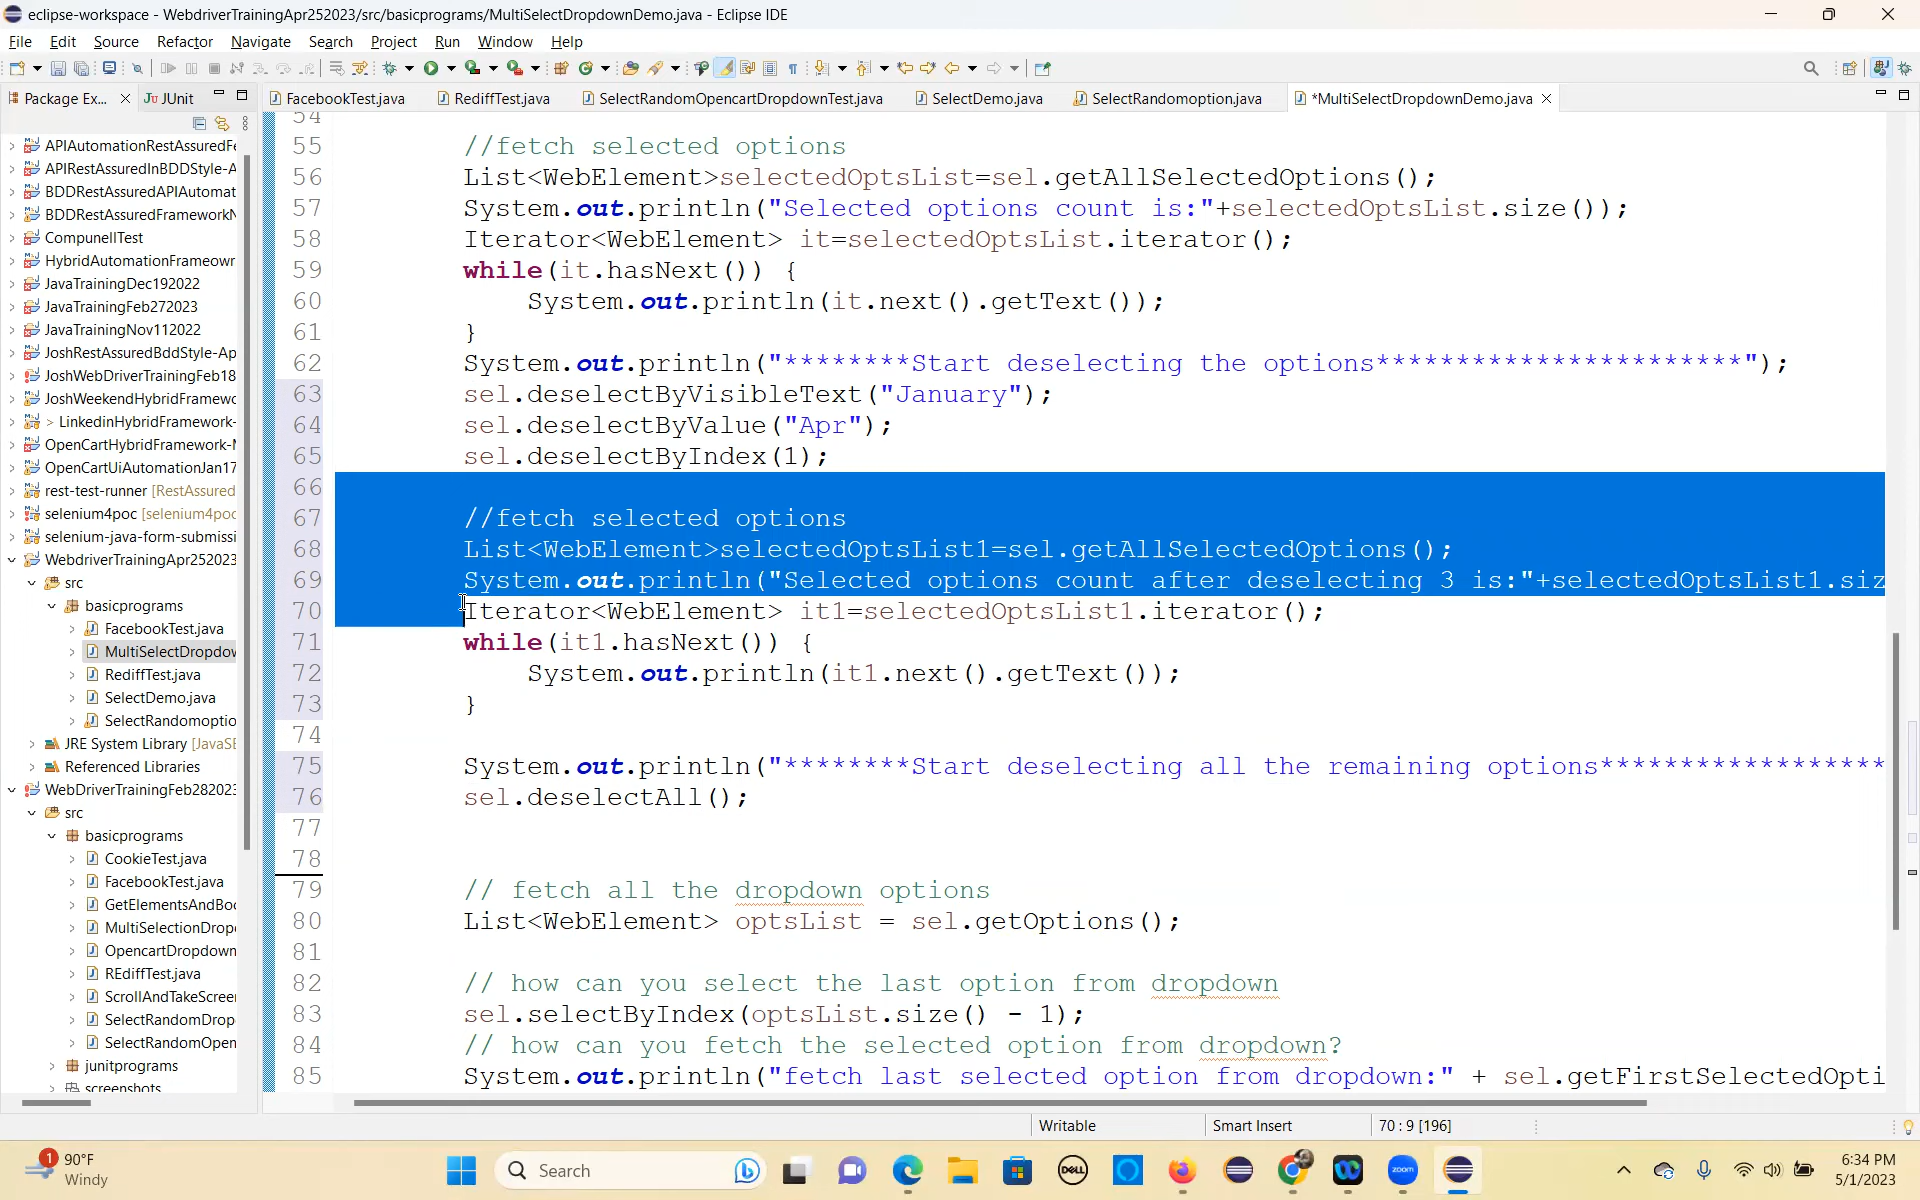 eclipse-workspace - WebdriverTrainingApr252023/src/basicprograms/MultiSelectDropdownDemo.java - Eclipse IDE
File Edit Source Refactor Navigate Search Project Run Window Help
Package Ex... JUnit
FacebookTest.java RediffTest.java SelectRandomOpencartDropdownTest.java SelectDemo.java SelectRandomoption.java *MultiSelectDropdownDemo.java
APIAutomationRestAssuredFe
APIRestAssuredInBDDStyle-A
BDDRestAssuredAPIAutomat
BDDRestAssuredFrameworkN
CompunellTest
HybridAutomationFrameowr
JavaTrainingDec192022
JavaTrainingFeb272023
JavaTrainingNov112022
JoshRestAssuredBddStyle-Ap
JoshWebDriverTrainingFeb18
JoshWeekendHybridFramewo
> LinkedinHybridFramework-
OpenCartHybridFramework-M
OpenCartUiAutomationJan17
rest-test-runner [RestAssured
selenium4poc [selenium4poc
selenium-java-form-submissi
WebdriverTrainingApr252023
src
basicprograms
FacebookTest.java
MultiSelectDropdow
RediffTest.java
SelectDemo.java
SelectRandomoptio
JRE System Library [JavaSE
Referenced Libraries
WebDriverTrainingFeb282023
src
basicprograms
CookieTest.java
FacebookTest.java
GetElementsAndBo
MultiSelectionDrop
OpencartDropdown
REdiffTest.java
ScrollAndTakeScree
SelectRandomDrop
SelectRandomOpen
junitprograms
screenshots
54
55 //fetch selected options
56 List<WebElement>selectedOptsList=sel.getAllSelectedOptions();
57 System.out.println("Selected options count is:"+selectedOptsList.size());
58 Iterator<WebElement> it=selectedOptsList.iterator();
59 while(it.hasNext()) {
60 System.out.println(it.next().getText());
61 }
62 System.out.println("********Start deselecting the options***********************");
63 sel.deselectByVisibleText("January");
64 sel.deselectByValue("Apr");
65 sel.deselectByIndex(1);
66
67 //fetch selected options
68 List<WebElement>selectedOptsList1=sel.getAllSelectedOptions();
69 System.out.println("Selected options count after deselecting 3 is:"+selectedOptsList1.siz
70 Iterator<WebElement> it1=selectedOptsList1.iterator();
71 while(it1.hasNext()) {
72 System.out.println(it1.next().getText());
73 }
74
75 System.out.println("********Start deselecting all the remaining options******************
76 sel.deselectAll();
77
78
79 // fetch all the dropdown options
80 List<WebElement> optsList = sel.getOptions();
81
82 // how can you select the last option from dropdown
83 sel.selectByIndex(optsList.size() - 1);
84 // how can you fetch the selected option from dropdown?
85 System.out.println("fetch last selected option from dropdown:" + sel.getFirstSelectedOpti
Writable Smart Insert 70 : 9 [196]
1 90°F
Windy
Search
DELL
zoom
6:34 PM
5/1/2023